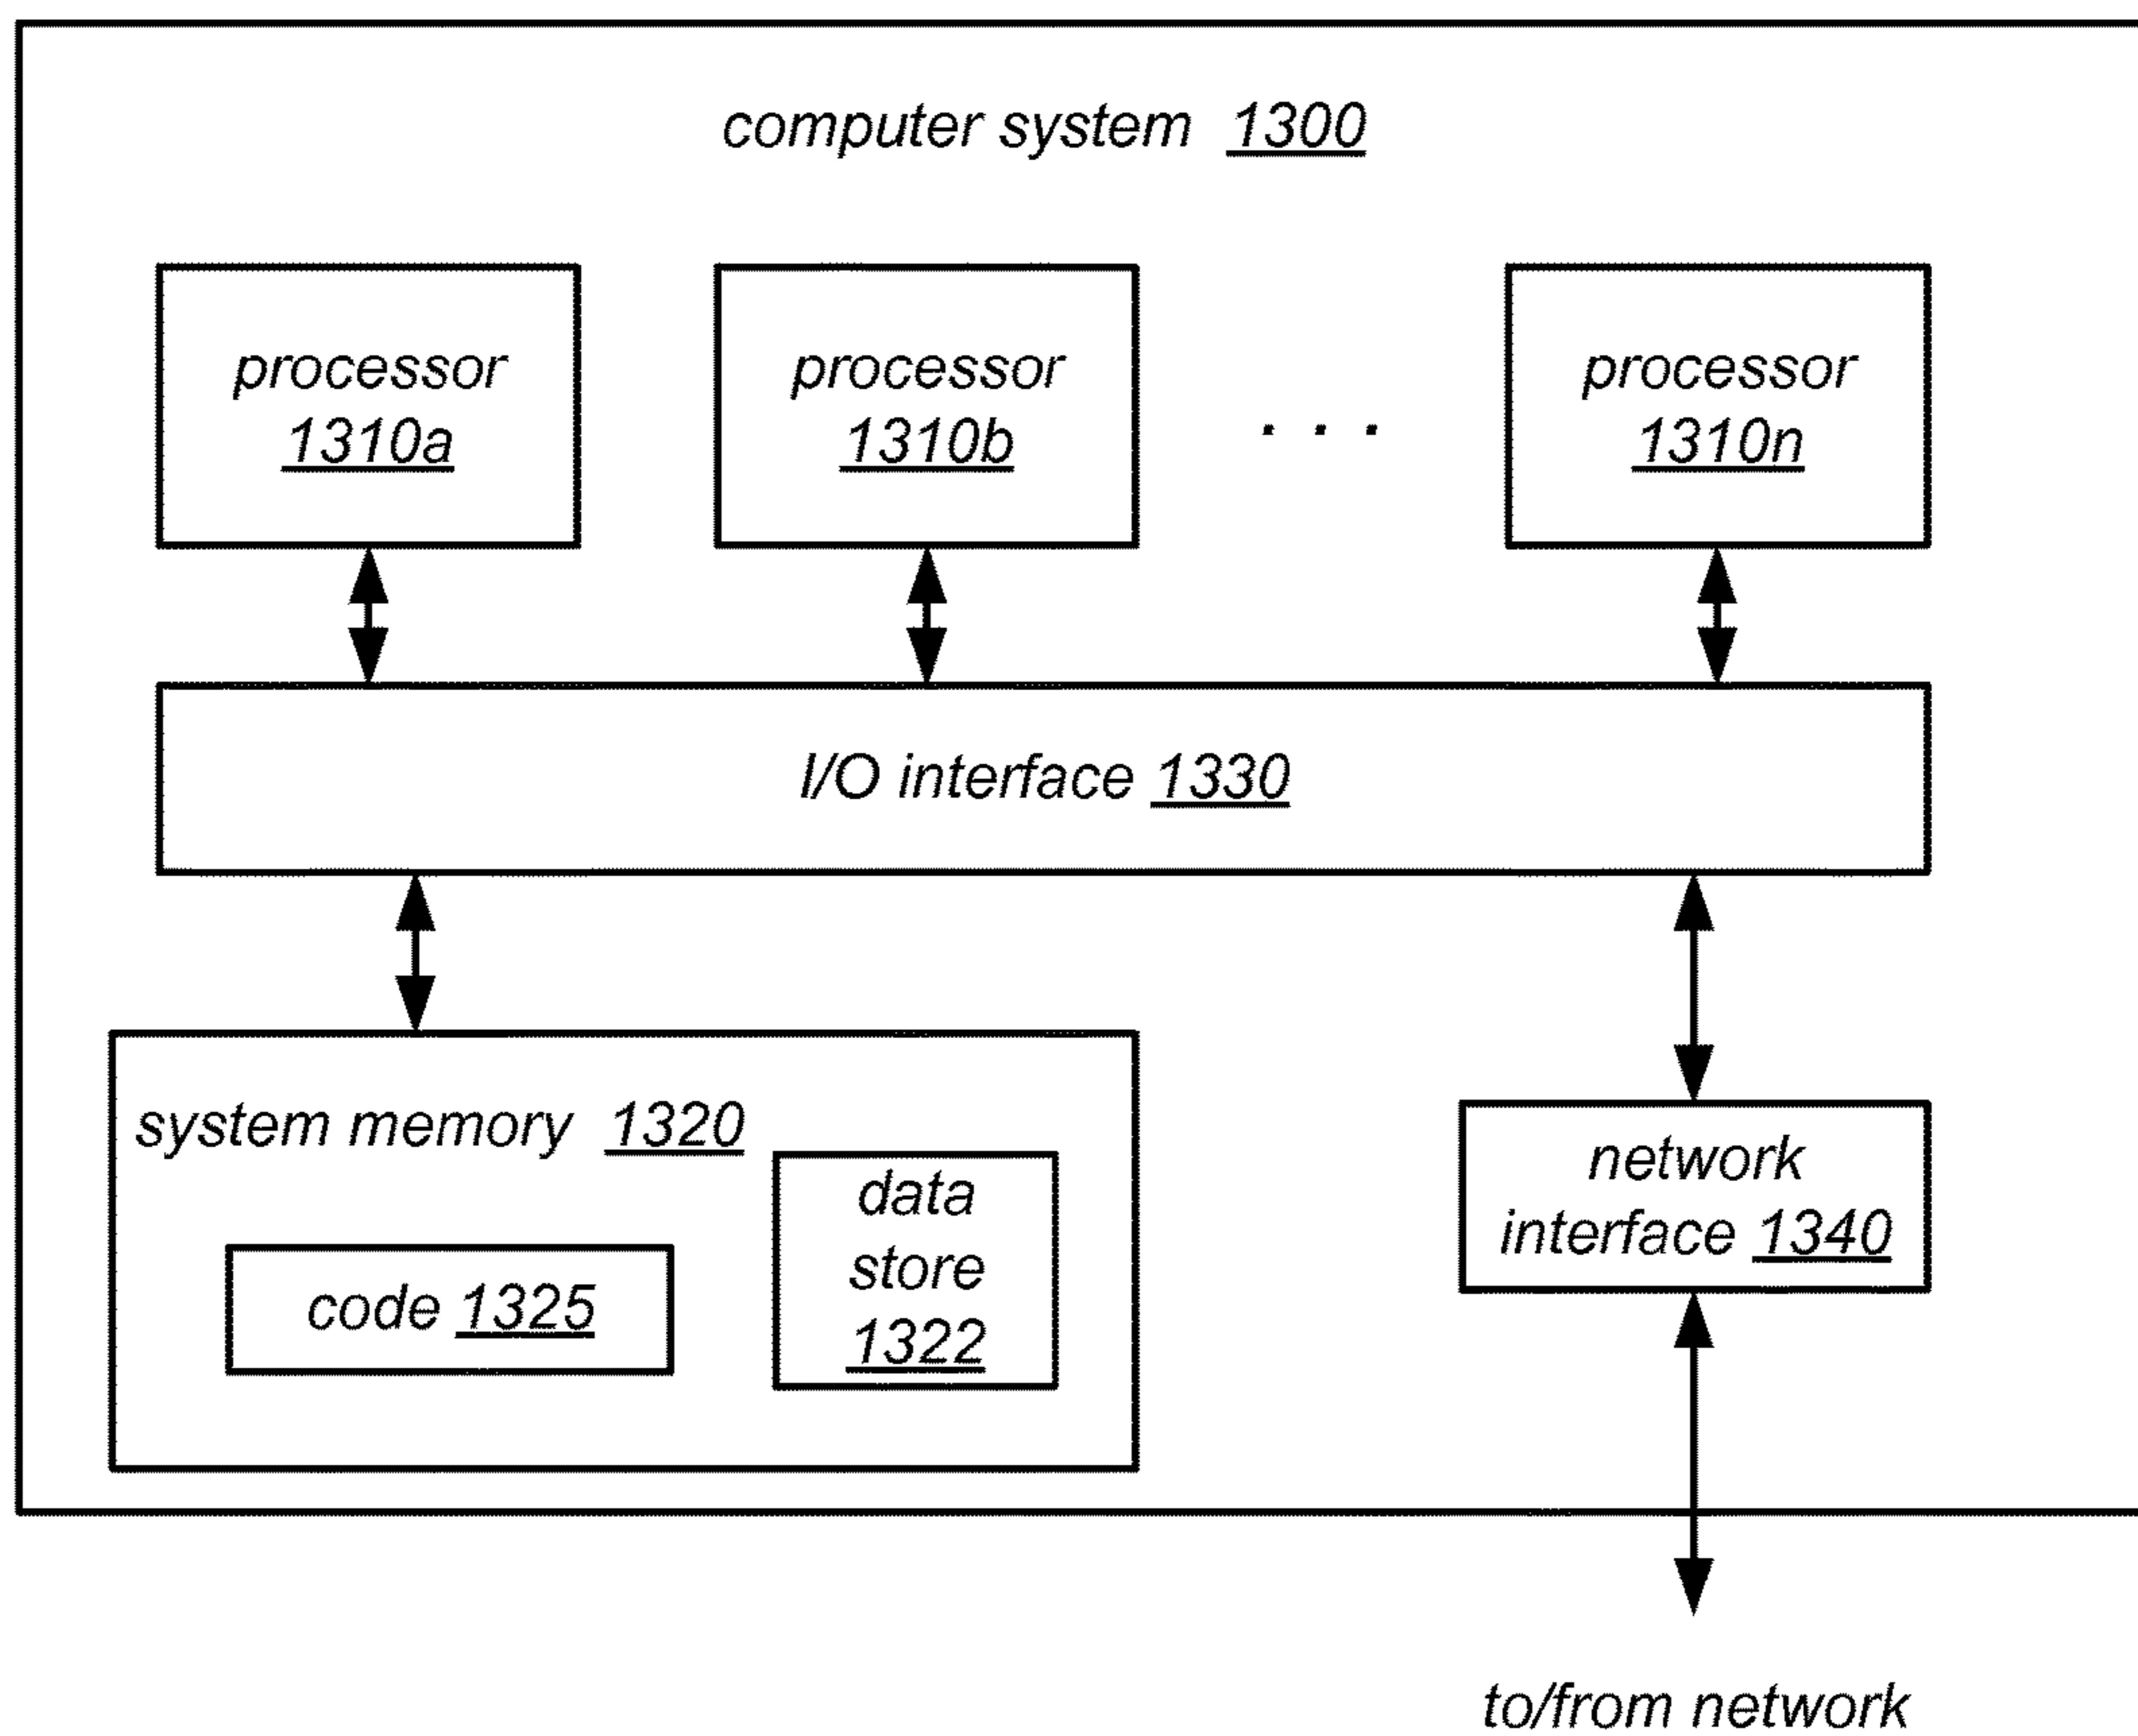 computer system 1300
processor
1310a
processor
1310b
. . .
processor
1310n
I/O interface 1330
system memory 1320
code 1325
data
store
1322
network
interface 1340
to/from network